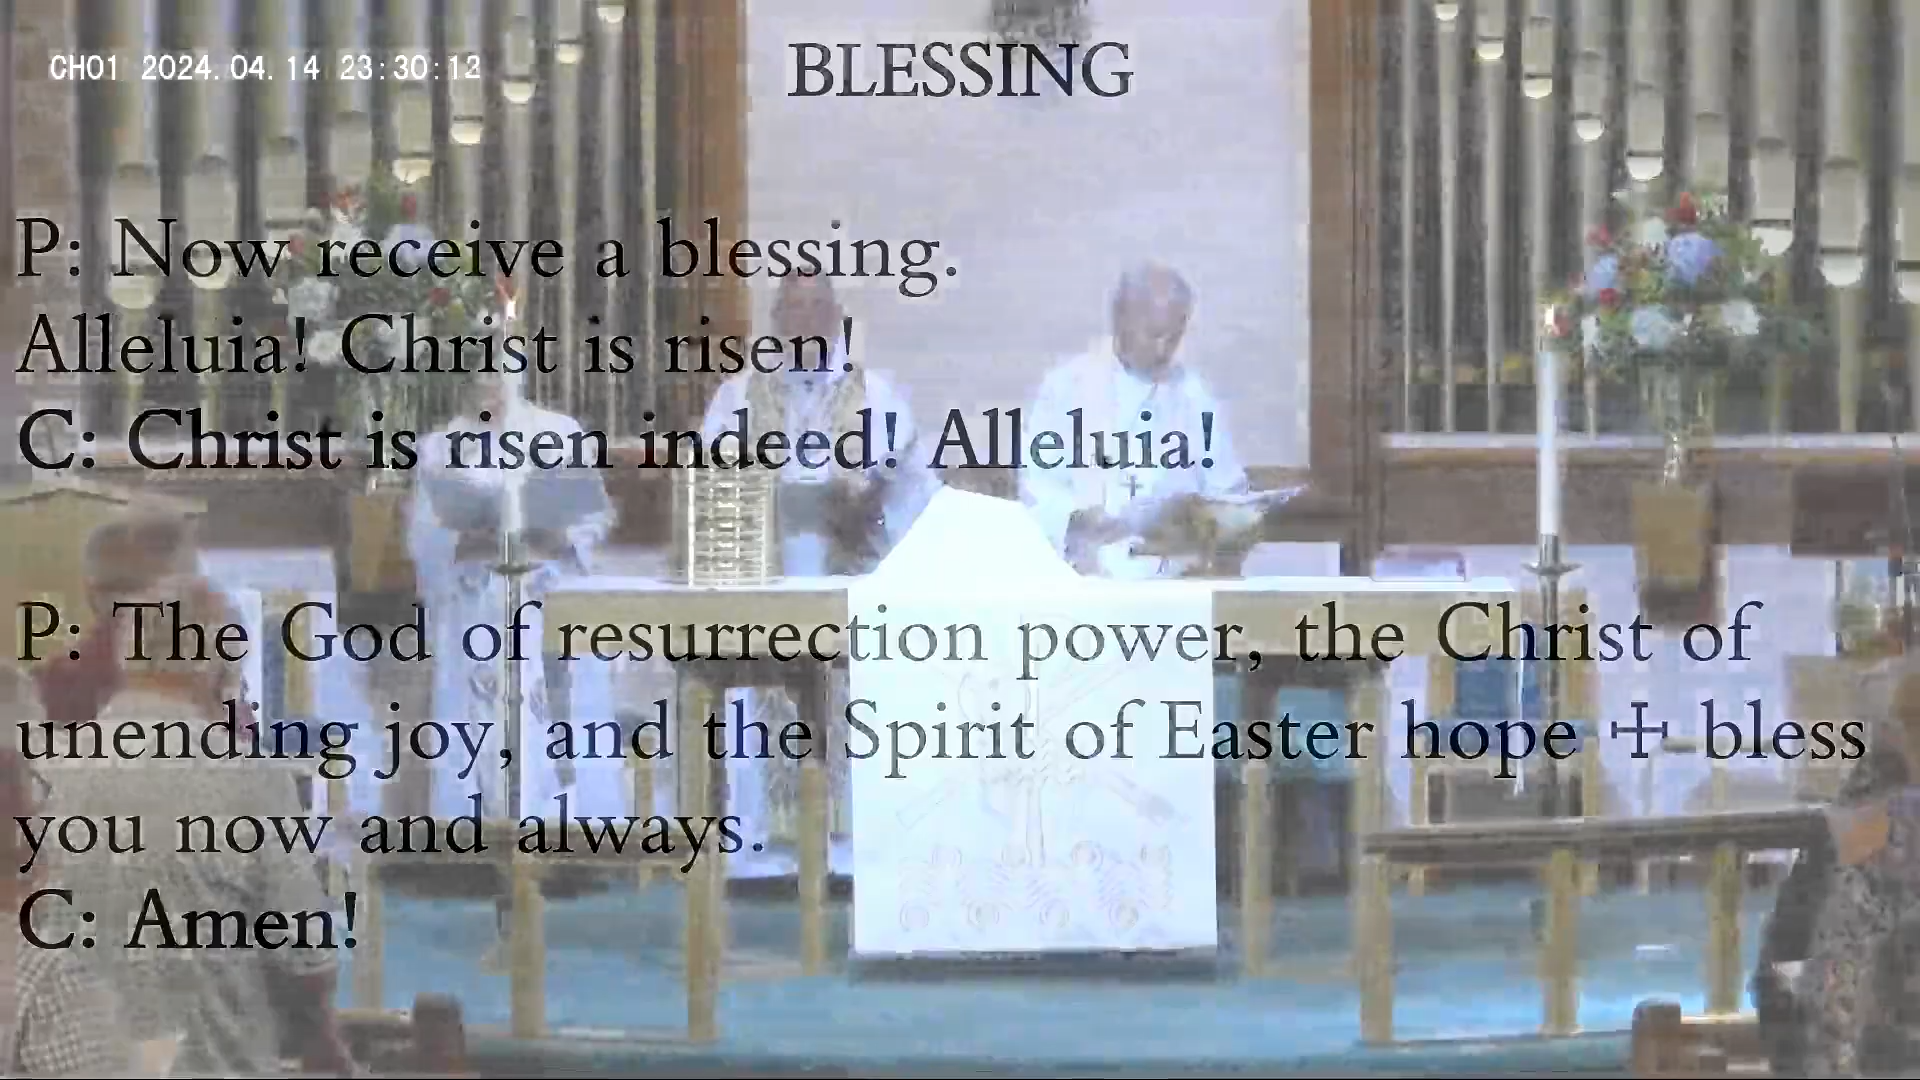 CH01 2024.04.14 23:30:12
BLESSING
P: Now receive a blessing.
Alleluia! Christ is risen!
C: Christ is risen indeed! Alleluia!
P: The God of resurrection power, the Christ of
unending joy, and the Spirit of Easter hope ☩ bless
you now and always.
C: Amen!